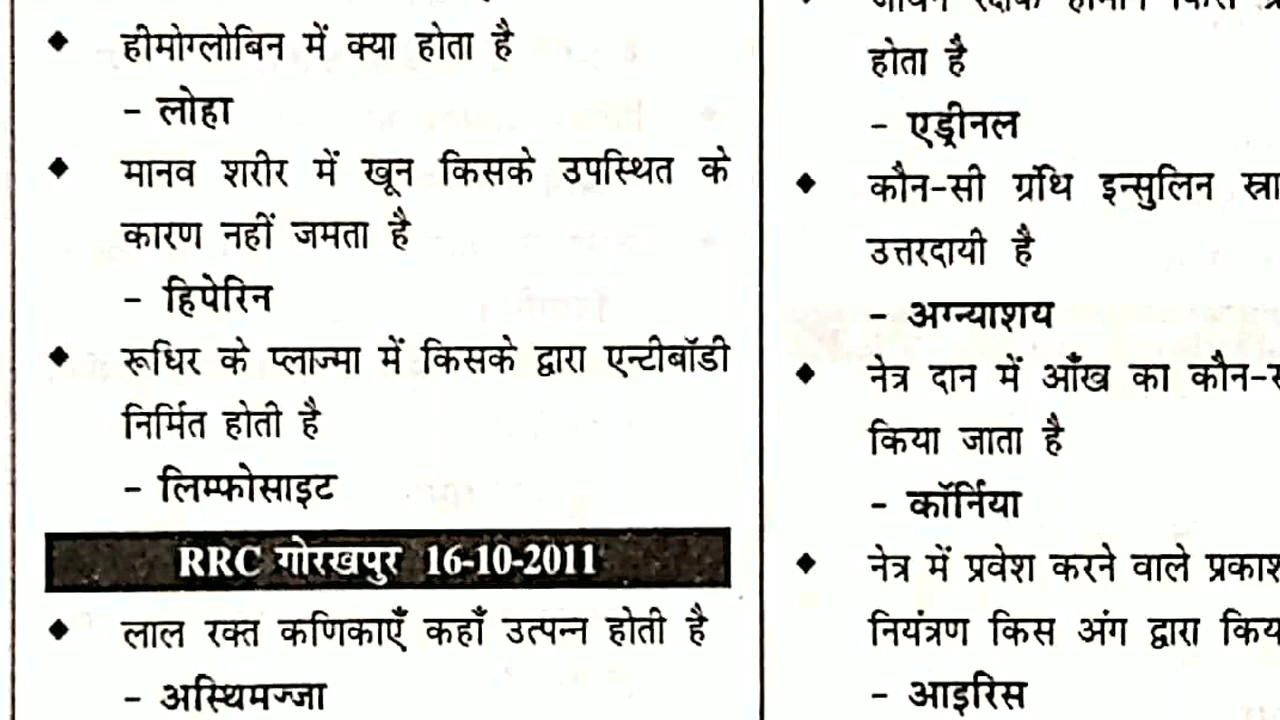 ◆ हीमोग्लोबिन में क्या होता है
– लोहा
◆ मानव शरीर में खून किसके उपस्थित के
कारण नहीं जमता है
– हिपेरिन
◆ रूधिर के प्लाज्मा में किसके द्वारा एन्टीबॉडी
निर्मित होती है
– लिम्फोसाइट
RRC गोरखपुर 16-10-2011
◆ लाल रक्त कणिकाएँ कहाँ उत्पन्न होती है
– अस्थिमज्जा
होता है
– एड्रीनल
◆ कौन-सी ग्रंथि इन्सुलिन
उत्तरदायी है
– अग्न्याशय
◆ नेत्र दान में आँख का कौन-
किया जाता है
– कॉर्निया
◆ नेत्र में प्रवेश करने वाले प्रकाश
नियंत्रण किस अंग द्वारा
– आइरिस